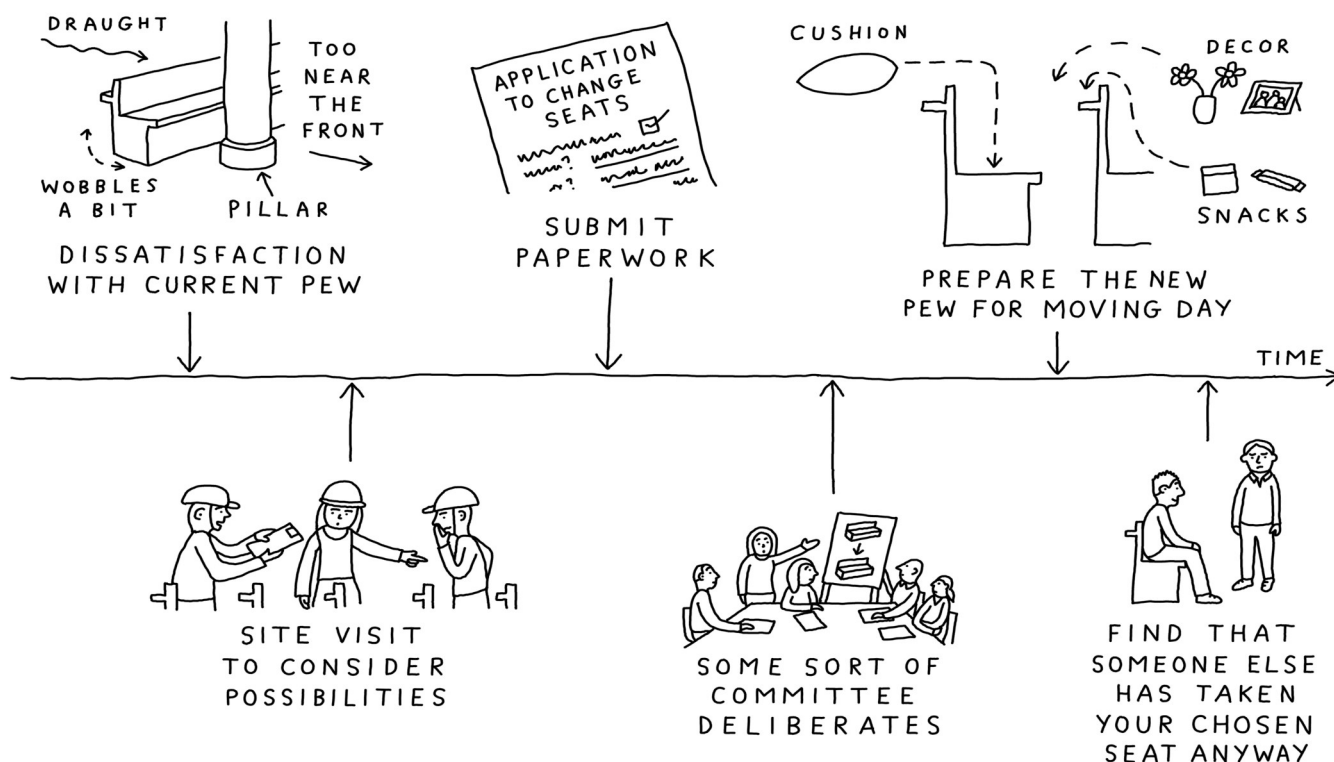 DRAUGHT
TOO
NEAR
THE
FRONT
WOBBLES
A BIT
PILLAR
DISSATISFACTION
WITH CURRENT PEW
APPLICATION
TO CHANGE
SEATS
SUBMIT
PAPERWORK
CUSHION
DECOR
SNACKS
PREPARE THE NEW
PEW FOR MOVING DAY
TIME
SITE VISIT
TO CONSIDER
POSSIBILITIES
SOME SORT OF
COMMITTEE
DELIBERATES
FIND THAT
SOMEONE ELSE
HAS TAKEN
YOUR CHOSEN
SEAT ANYWAY